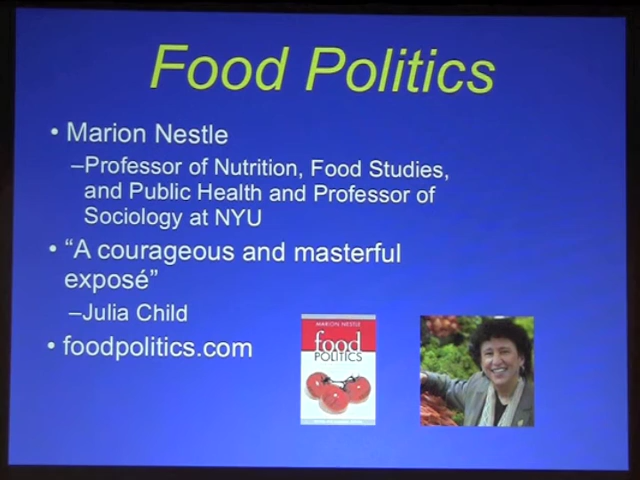 Food Politics
• Marion Nestle
–Professor of Nutrition, Food Studies,
and Public Health and Professor of
Sociology at NYU
• “A courageous and masterful
exposé”
–Julia Child
• foodpolitics.com
MARION NESTLE
food
POLITICS